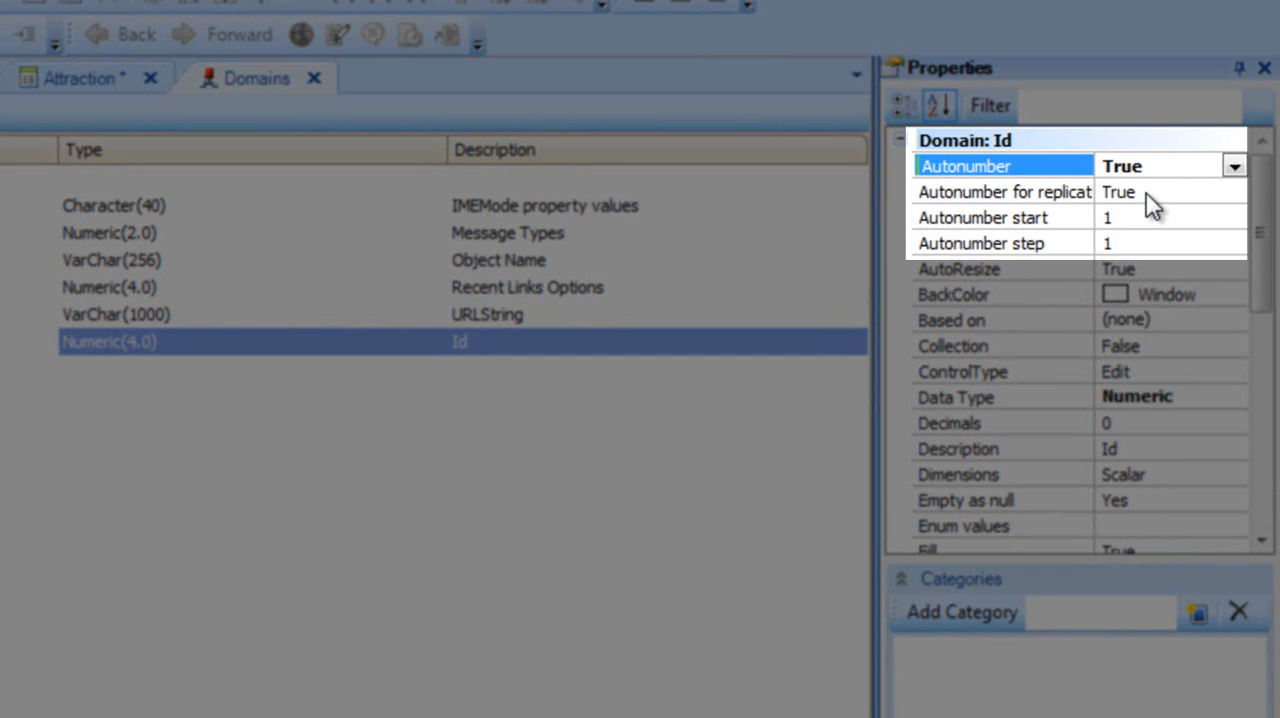 Back Forward
Attraction * Domains
Properties
Filter
Type Description
Domain: Id
Autonumber True
Autonumber for replicat True
Autonumber start 1
Autonumber step 1
AutoResize True
BackColor Window
Based on (none)
Collection False
ControlType Edit
Data Type Numeric
Decimals 0
Description Id
Dimensions Scalar
Empty as null Yes
Enum values
Fill True
Character(40) IMEMode property values
Numeric(2.0) Message Types
VarChar(256) Object Name
Numeric(4.0) Recent Links Options
VarChar(1000) URLString
Numeric(4.0) Id
Categories
Add Category